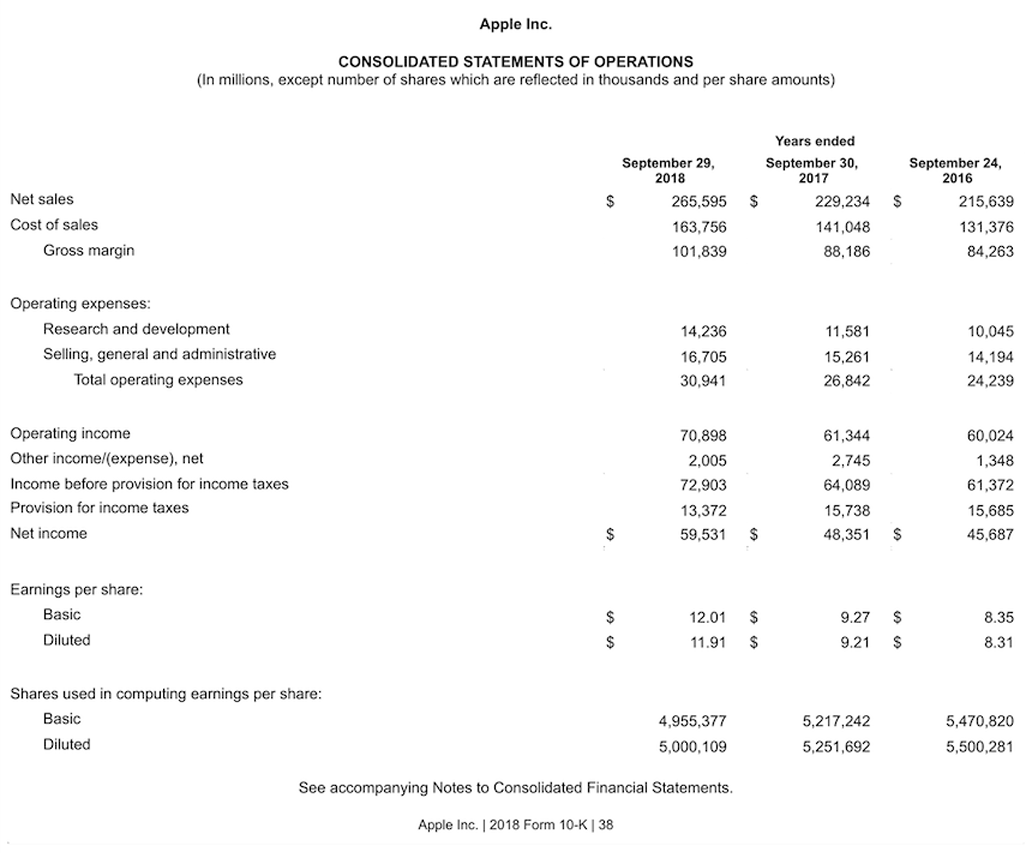 Apple Inc.
CONSOLIDATED STATEMENTS OF OPERATIONS
(In millions, except number of shares which are reflected in thousands and per share amounts)
Years ended
September 29, 2018 September 30, 2017 September 24, 2016
Net sales $ 265,595 $ 229,234 $ 215,639
Cost of sales 163,756 141,048 131,376
Gross margin 101,839 88,186 84,263
Operating expenses:
Research and development 14,236 11,581 10,045
Selling, general and administrative 16,705 15,261 14,194
Total operating expenses 30,941 26,842 24,239
Operating income 70,898 61,344 60,024
Other income/(expense), net 2,005 2,745 1,348
Income before provision for income taxes 72,903 64,089 61,372
Provision for income taxes 13,372 15,738 15,685
Net income $ 59,531 $ 48,351 $ 45,687
Earnings per share:
Basic $ 12.01 $ 9.27 $ 8.35
Diluted $ 11.91 $ 9.21 $ 8.31
Shares used in computing earnings per share:
Basic 4,955,377 5,217,242 5,470,820
Diluted 5,000,109 5,251,692 5,500,281
See accompanying Notes to Consolidated Financial Statements.
Apple Inc. | 2018 Form 10-K | 38